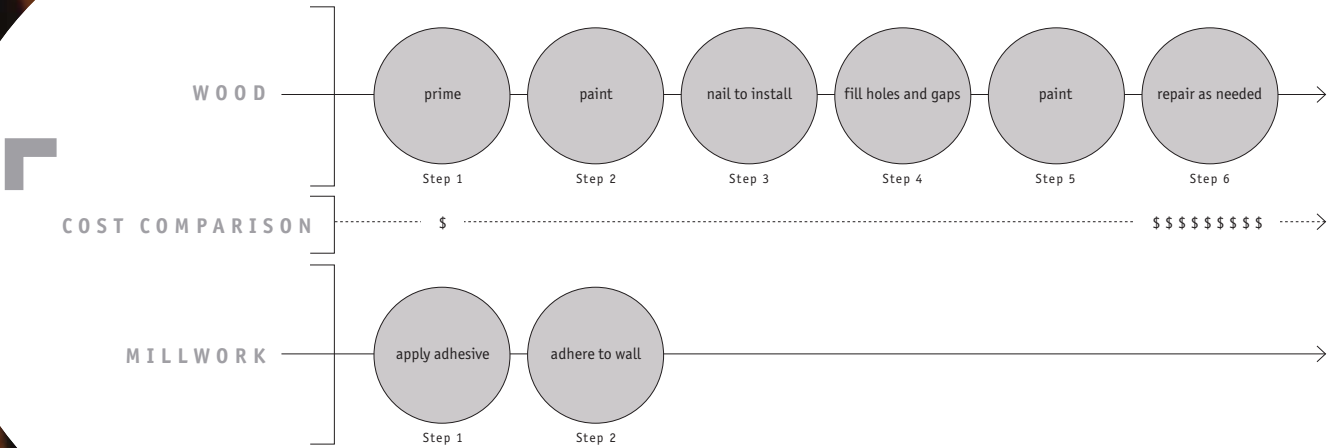 WOOD
prime
paint
nail to install
fill holes and gaps
paint
repair as needed
Step 1
Step 2
Step 3
Step 4
Step 5
Step 6
COST COMPARISON
$
$$$$$$$$$
MILLWORK
apply adhesive
adhere to wall
Step 1
Step 2